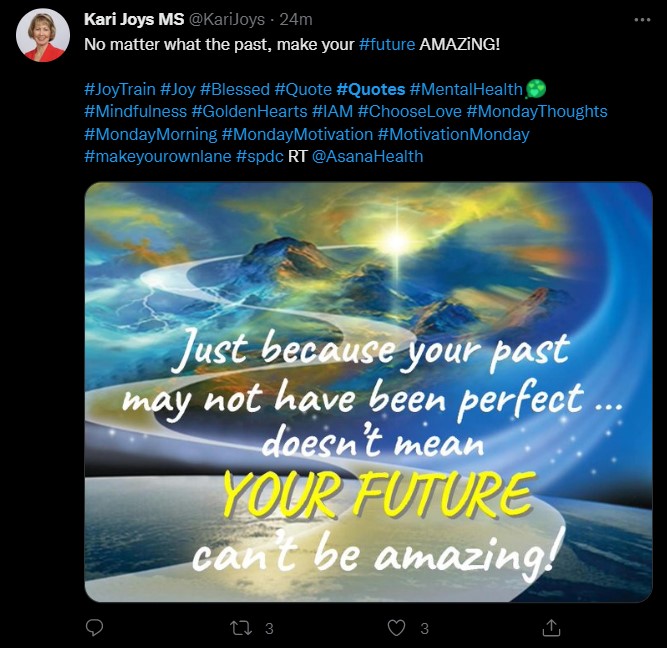 Kari Joys MS @KariJoys · 24m
No matter what the past, make your #future AMAZiNG!
#JoyTrain #Joy #Blessed #Quote #Quotes #MentalHealth
#Mindfulness #GoldenHearts #IAM #ChooseLove #MondayThoughts
#MondayMorning #MondayMotivation #MotivationMonday
#makeyourownlane #spdc RT @AsanaHealth
Just because your past
may not have been perfect ...
doesn't mean
YOUR FUTURE
can't be amazing!
3 3